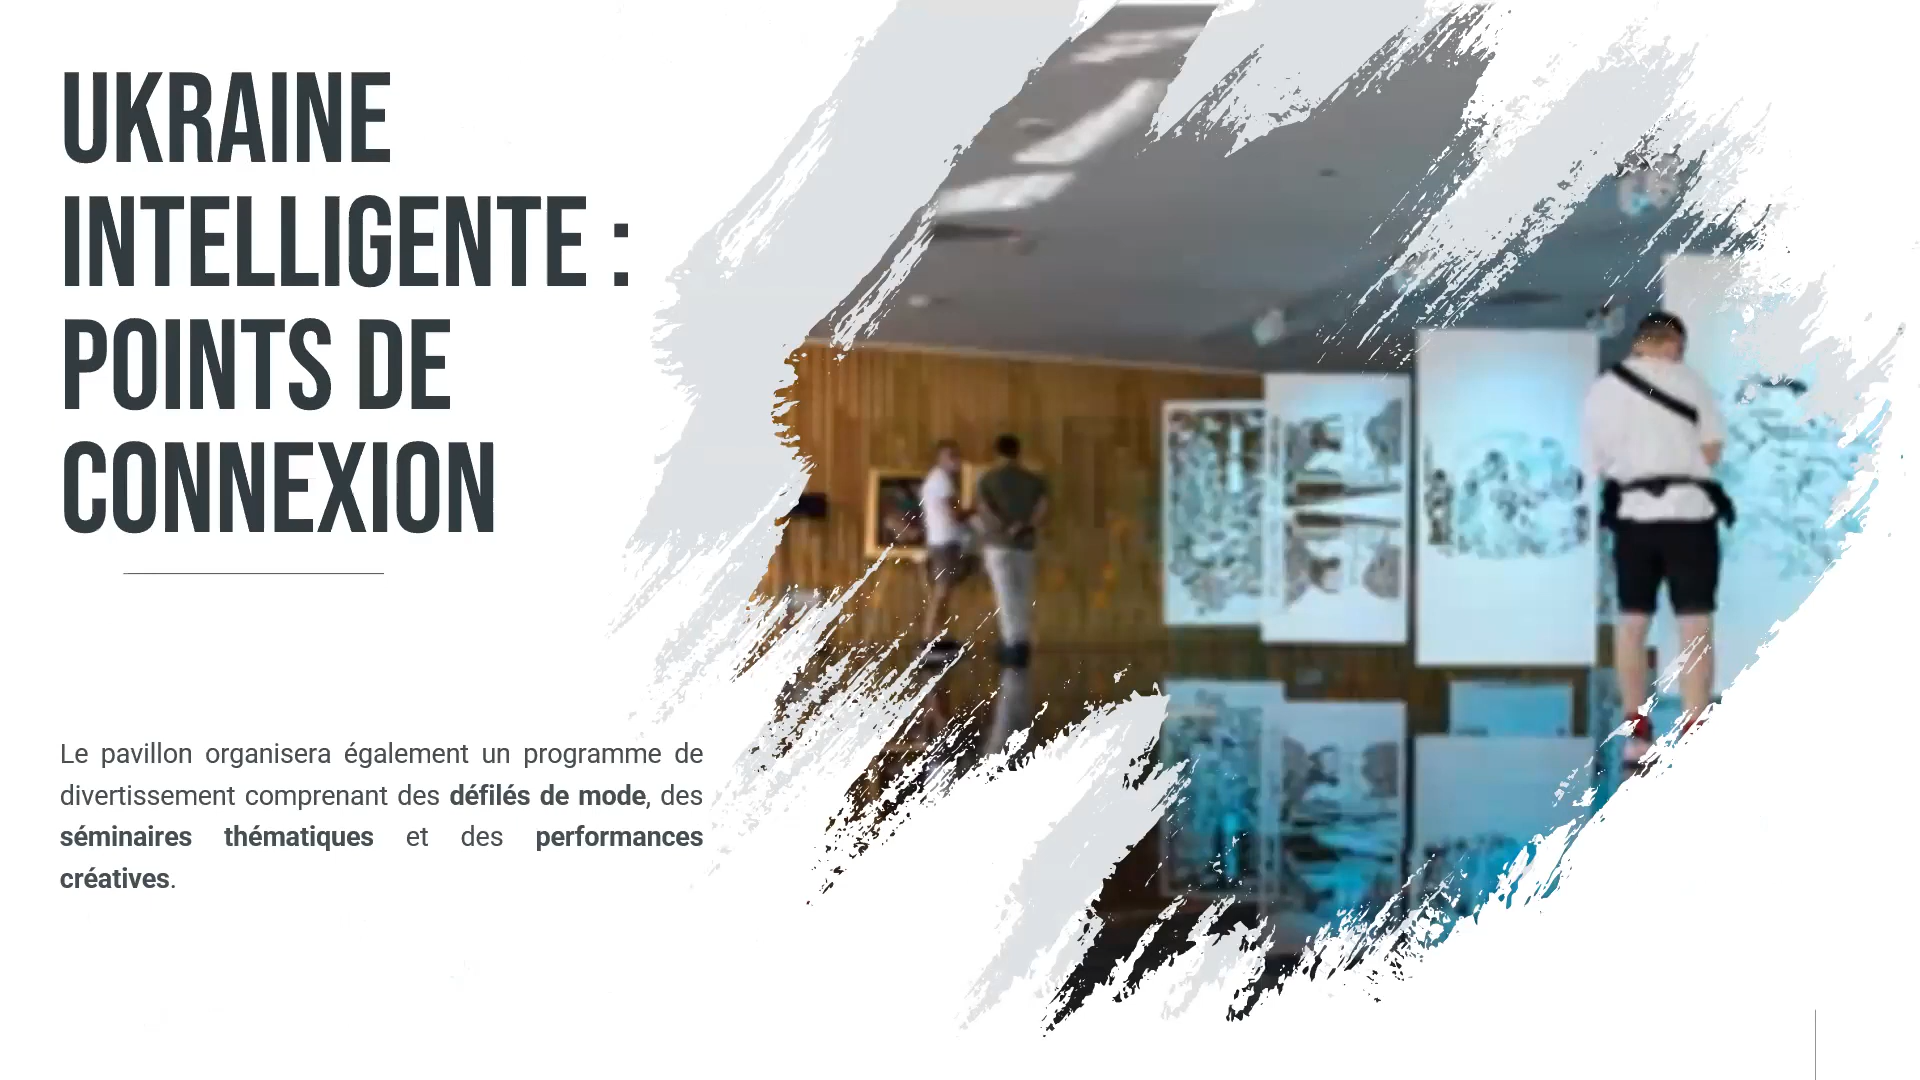 UKRAINE
INTELLIGENTE :
POINTS DE
CONNEXION
Le pavillon organisera également un programme de
divertissement comprenant des défilés de mode, des
séminaires thématiques et des performances
créatives.